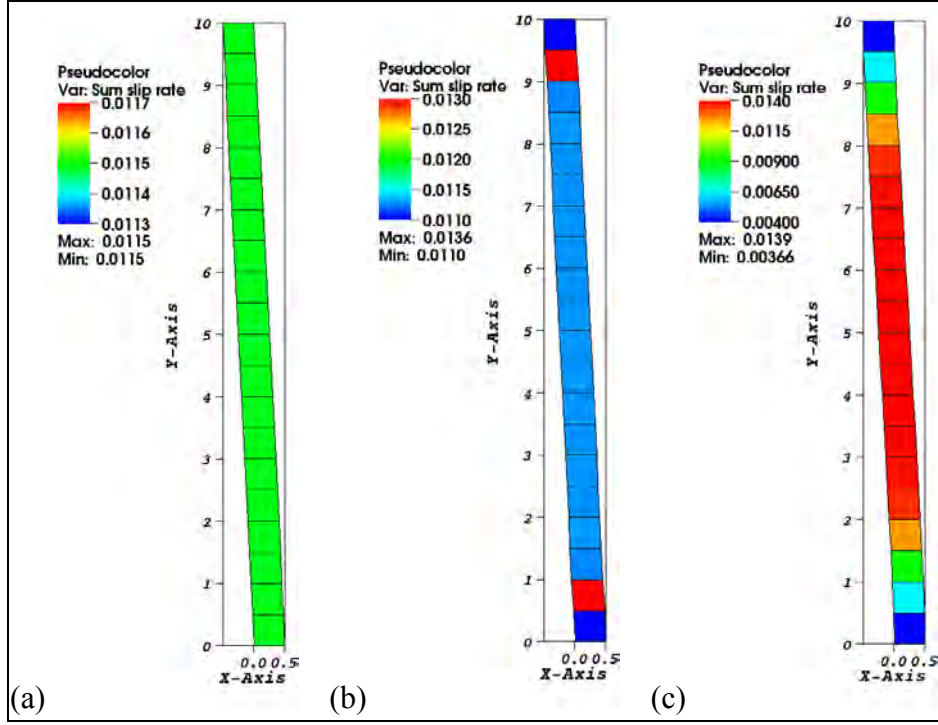 Pseudocolor
Var: Sum slip rate
0.0117
0.0116
0.0115
0.0114
0.0113
Max: 0.0115
Min: 0.0115
10
9
8
7
6
5
4
3
2
1
0
Y-Axis
0.00.5
X-Axis
(a)
Pseudocolor
Var: Sum slip rate
0.0130
0.0125
0.0120
0.0115
0.0110
Max: 0.0136
Min: 0.0110
10
9
8
7
6
5
4
3
2
1
0
Y-Axis
0.00.5
X-Axis
(b)
Pseudocolor
Var: Sum slip rate
0.0140
0.0115
0.00900
0.00650
0.00400
Max: 0.0139
Min: 0.00366
10
9
8
7
6
5
4
3
2
1
0
Y-Axis
0.00.5
X-Axis
(c)